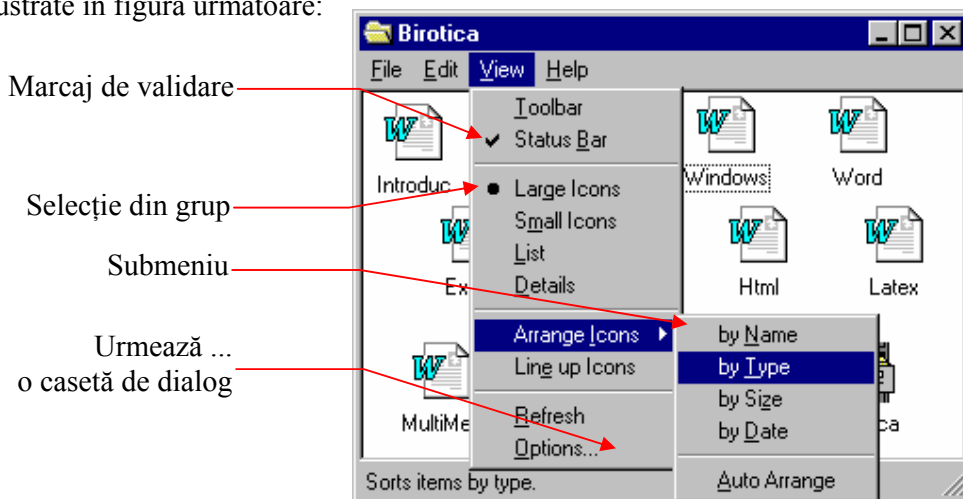 ustrate în figura următoare:
Birotica
File Edit View Help
Marcaj de validare
Toolbar
Status Bar
Introduc
Windows
Word
Selecție din grup
Large Icons
Small Icons
List
Details
Submeniu
Ex
Html
Latex
Arrange Icons
Line up Icons
by Name
by Type
by Size
by Date
Auto Arrange
Urmează ...
o casetă de dialog
MultiMe
ca
Refresh
Options...
Sorts items by type.